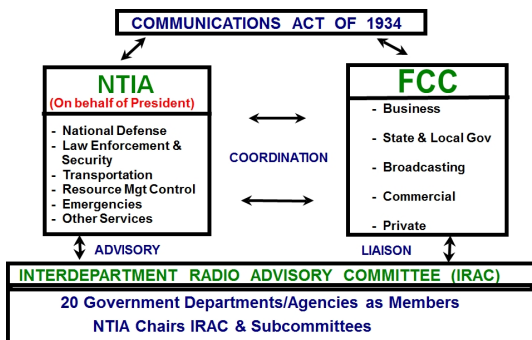 COMMUNICATIONS ACT OF 1934
NTIA
(On behalf of President)
- National Defense
- Law Enforcement &
Security
- Transportation
- Resource Mgt Control
- Emergencies
- Other Services
COORDINATION
FCC
- Business
- State & Local Gov
- Broadcasting
- Commercial
- Private
ADVISORY
LIAISON
INTERDEPARTMENT RADIO ADVISORY COMMITTEE (IRAC)
20 Government Departments/Agencies as Members
NTIA Chairs IRAC & Subcommittees